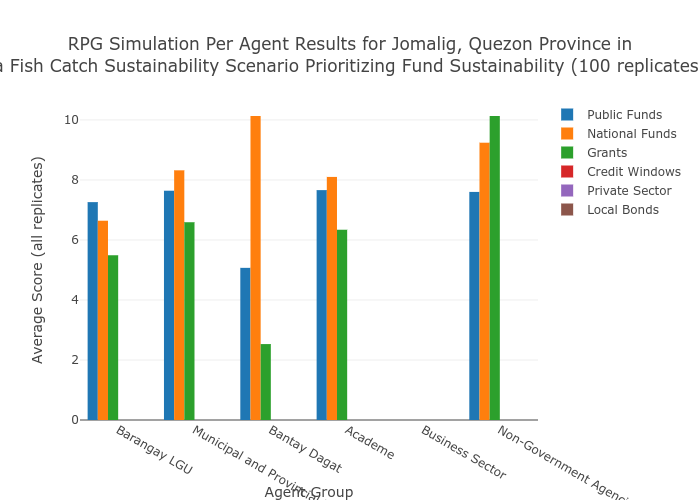 RPG Simulation Per Agent Results for Jomalig, Quezon Province in
a Fish Catch Sustainability Scenario Prioritizing Fund Sustainability (100 replicates
Public Funds
National Funds
Grants
Credit Windows
Private Sector
Local Bonds
Average Score (all replicates)
10
8
6
4
2
0
Barangay LGU
Municipal and
Bantay Dagat
Academe
Business Sector
Non-Government
Agent Group